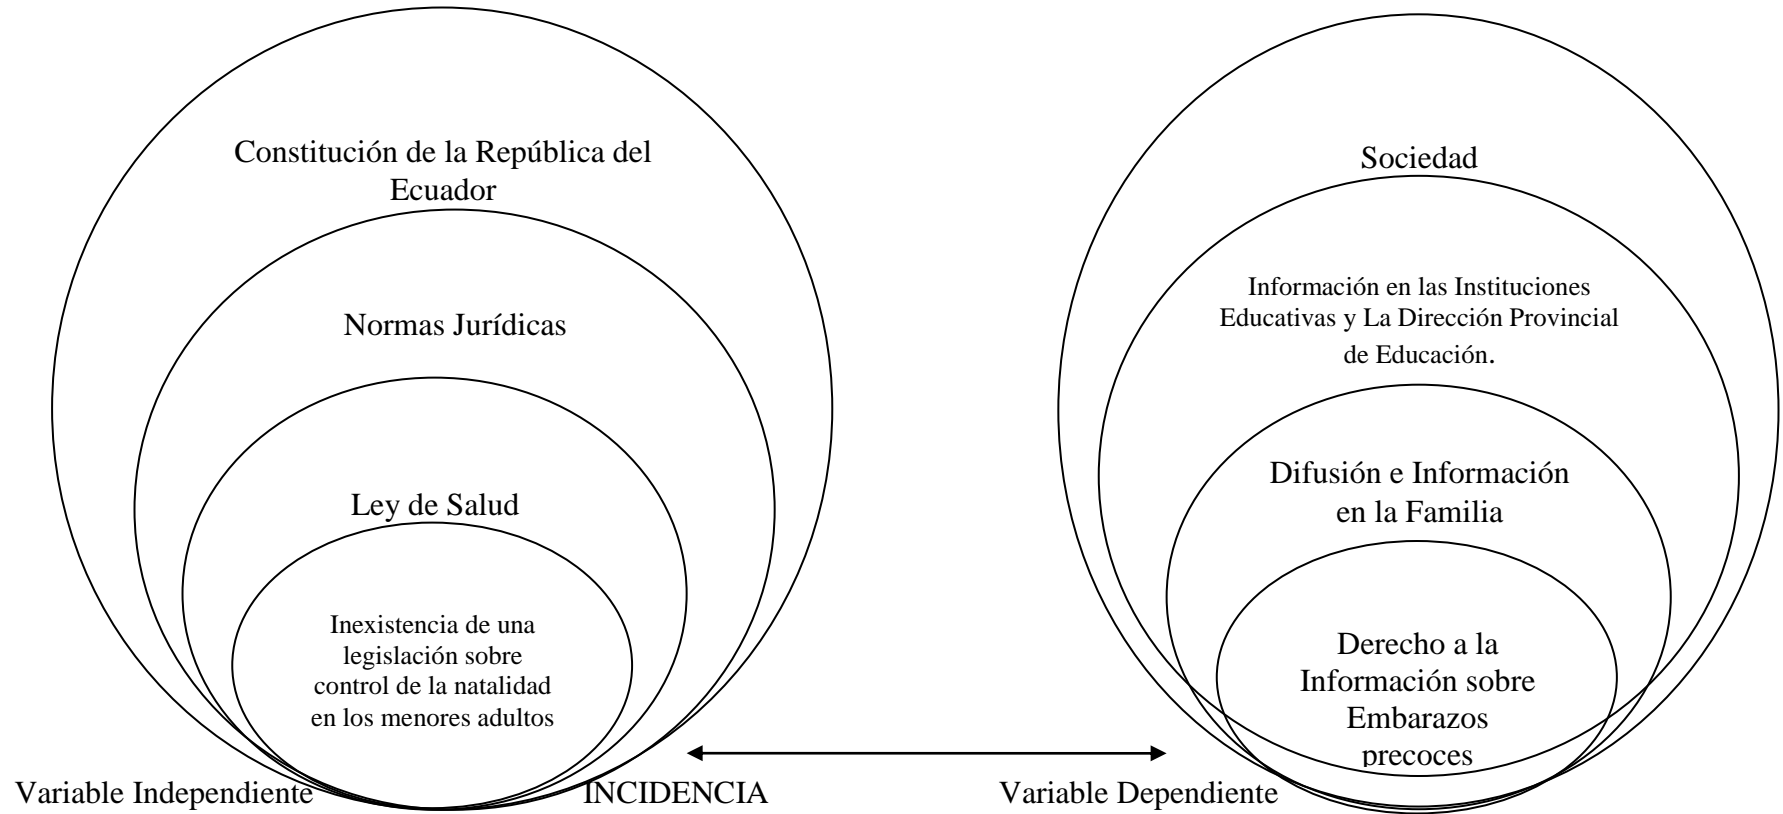 Constitución de la República del
Ecuador
Normas Jurídicas
Ley de Salud
Inexistencia de una
legislación sobre
control de la natalidad
en los menores adultos
Variable Independiente
INCIDENCIA
Sociedad
Información en las Instituciones
Educativas y La Dirección Provincial
de Educación.
Difusión e Información
en la Familia
Derecho a la
Información sobre
Embarazos
precoces
Variable Dependiente